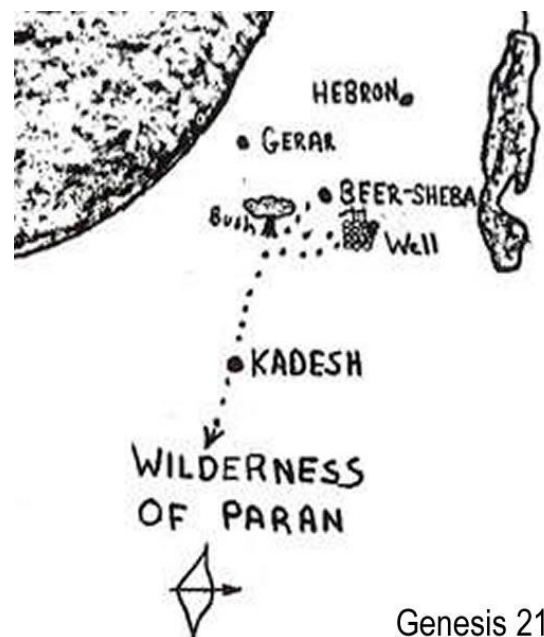 HEBRON
GERAR
BEER-SHEBA
Bush
Well
KADESH
WILDERNESS
OF PARAN
Genesis 21